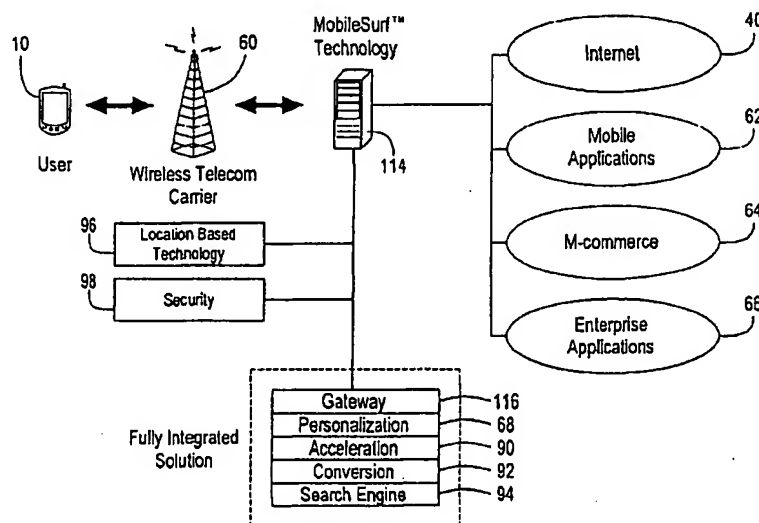 10
User
60
Wireless Telecom
Carrier
MobileSurf™
Technology
114
Internet
40
Mobile
Applications
62
M-commerce
64
Enterprise
Applications
66
96
Location Based
Technology
98
Security
Fully Integrated
Solution
Gateway
116
Personalization
68
Acceleration
90
Conversion
92
Search Engine
94